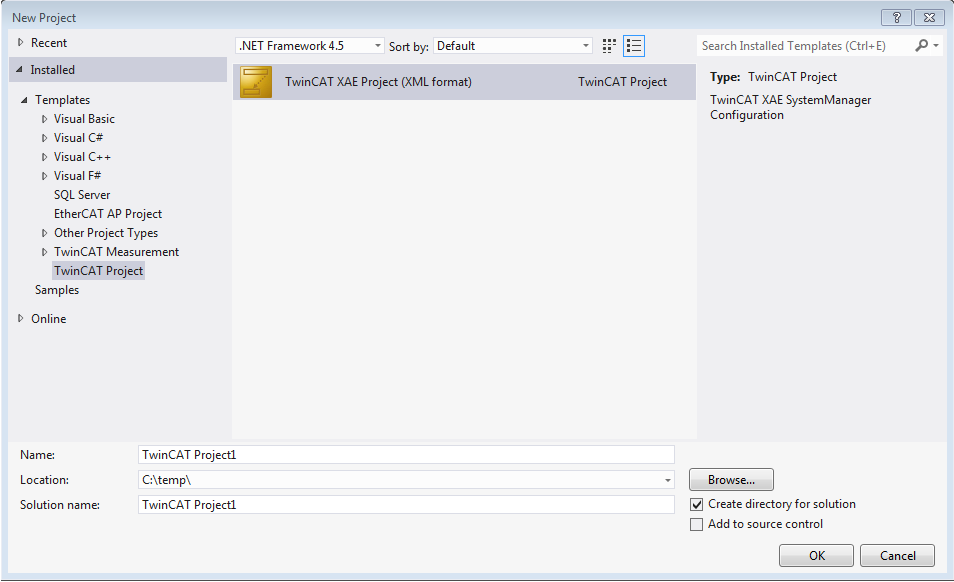 New Project
Recent
Installed
Templates
Visual Basic
Visual C#
Visual C++
Visual F#
SQL Server
EtherCAT AP Project
Other Project Types
TwinCAT Measurement
TwinCAT Project
Samples
Online
.NET Framework 4.5
Sort by: Default
TwinCAT XAE Project (XML format) TwinCAT Project
Search Installed Templates (Ctrl+E)
Type: TwinCAT Project
TwinCAT XAE SystemManager
Configuration
Name: TwinCAT Project1
Location: C:\temp\
Browse...
Solution name: TwinCAT Project1
Create directory for solution
Add to source control
OK
Cancel